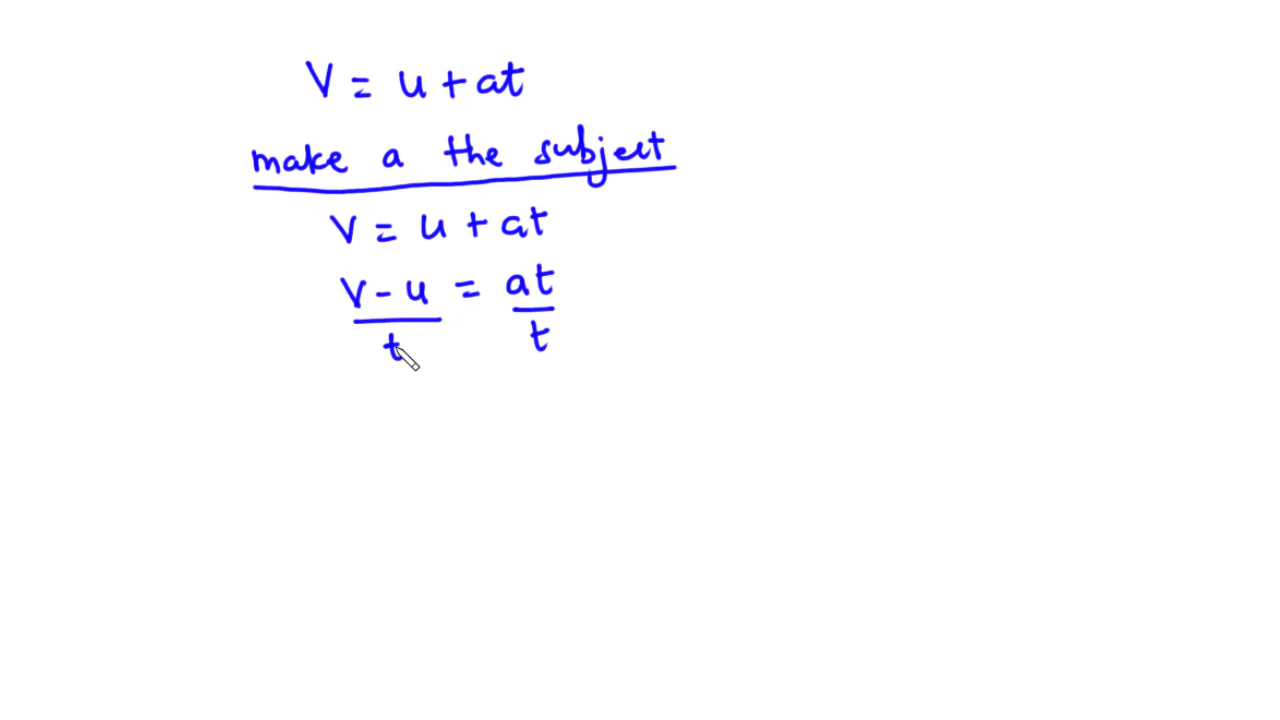 V = u + at
make a the subject
V = u + at
V - u = at
t t